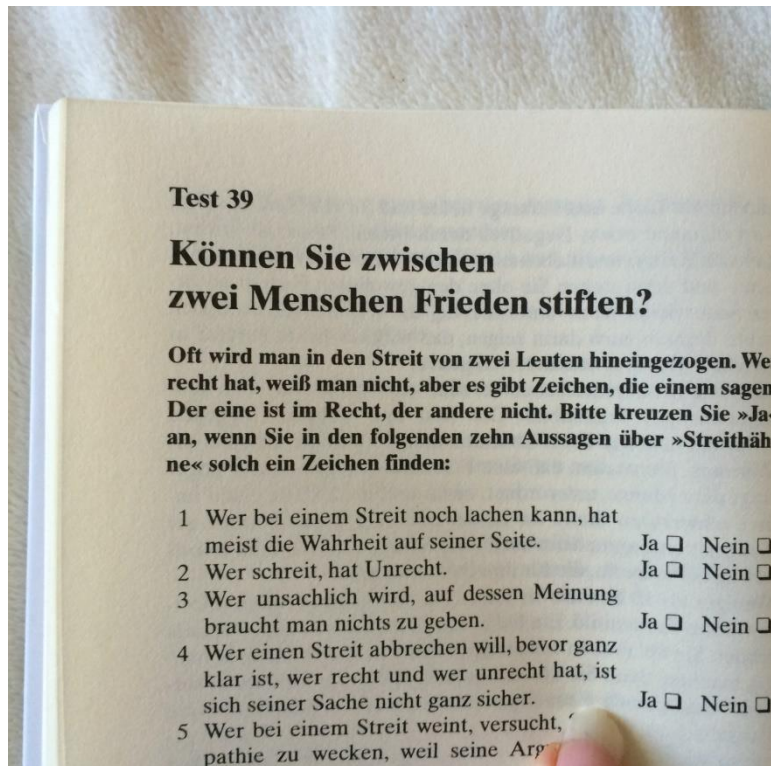 Test 39
Können Sie zwischen
zwei Menschen Frieden stiften?
Oft wird man in den Streit von zwei Leuten hineingezogen. We
recht hat, weiß man nicht, aber es gibt Zeichen, die einem sagen
Der eine ist im Recht, der andere nicht. Bitte kreuzen Sie »Ja
an, wenn Sie in den folgenden zehn Aussagen über »Streithäh
ne« solch ein Zeichen finden:
1 Wer bei einem Streit noch lachen kann, hat
meist die Wahrheit auf seiner Seite. Ja ❏ Nein ❏
2 Wer schreit, hat Unrecht. Ja ❏ Nein ❏
3 Wer unsachlich wird, auf dessen Meinung
braucht man nichts zu geben. Ja ❏ Nein ❏
4 Wer einen Streit abbrechen will, bevor ganz
klar ist, wer recht und wer unrecht hat, ist
sich seiner Sache nicht ganz sicher. Ja ❏ Nein ❏
5 Wer bei einem Streit weint, versucht,
pathie zu wecken, weil seine